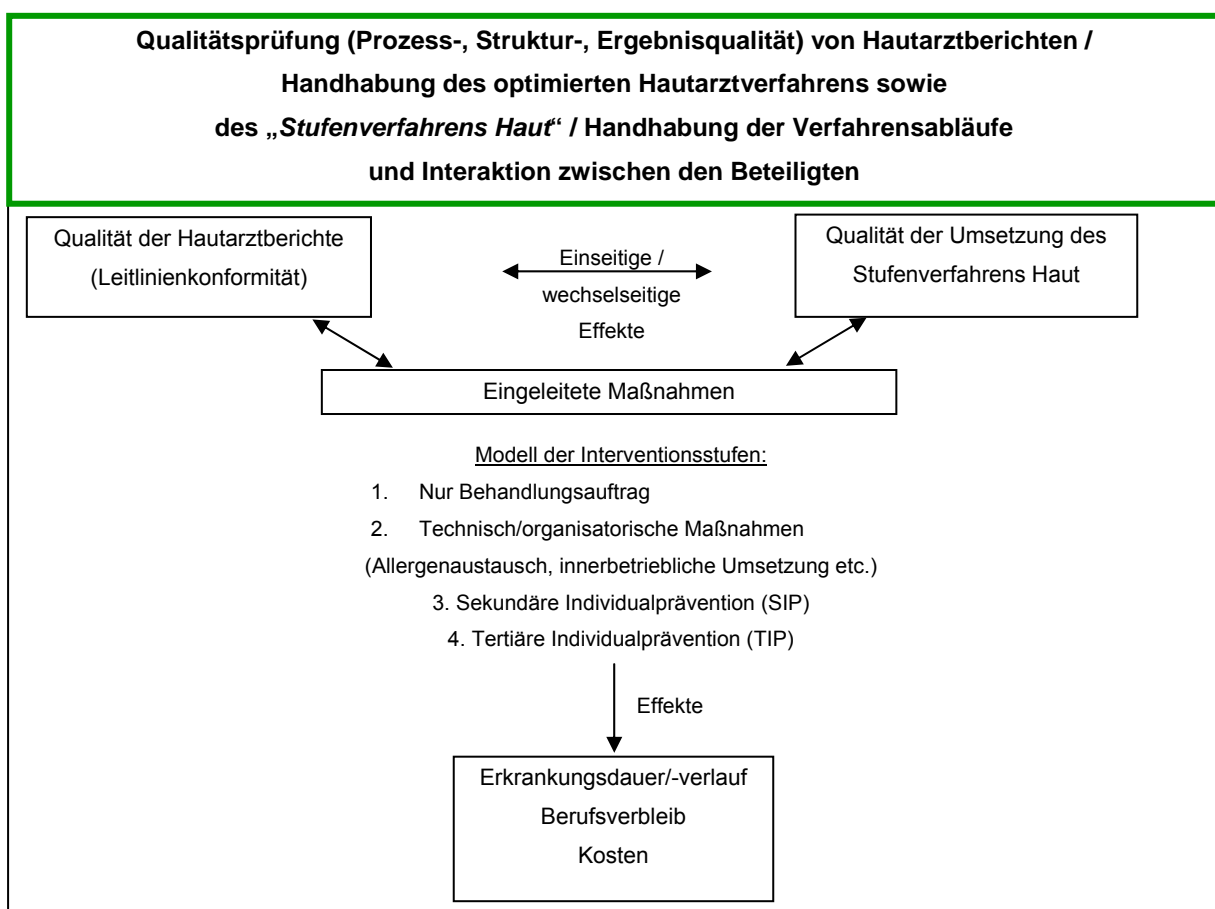 Qualitätsprüfung (Prozess-, Struktur-, Ergebnisqualität) von Hautarztberichten /
Handhabung des optimierten Hautarztverfahrens sowie
des „Stufenverfahrens Haut“ / Handhabung der Verfahrensabläufe
und Interaktion zwischen den Beteiligten
Qualität der Hautarztberichte
(Leitlinienkonformität)
Einseitige /
wechselseitige
Effekte
Qualität der Umsetzung des
Stufenverfahrens Haut
Eingeleitete Maßnahmen
Modell der Interventionsstufen:
1. Nur Behandlungsauftrag
2. Technisch/organisatorische Maßnahmen
(Allergenaustausch, innerbetriebliche Umsetzung etc.)
3. Sekundäre Individualprävention (SIP)
4. Tertiäre Individualprävention (TIP)
Effekte
Erkrankungsdauer/-verlauf
Berufsverbleib
Kosten